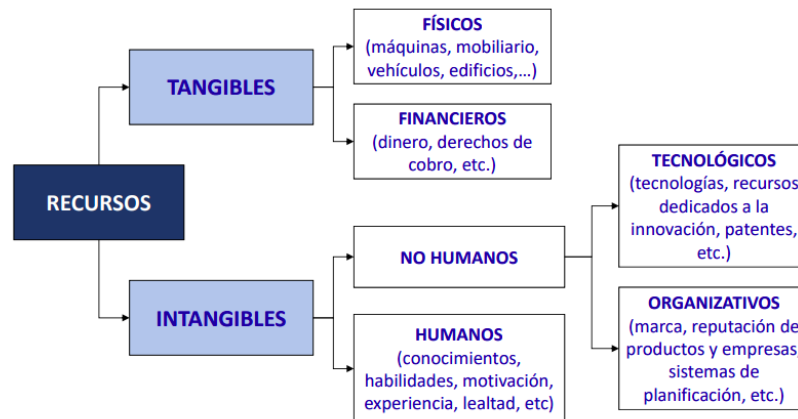 FÍSICOS
(máquinas, mobiliario,
vehículos, edificios,…)
TANGIBLES
FINANCIEROS
(dinero, derechos de
cobro, etc.)
RECURSOS
TECNOLÓGICOS
(tecnologías, recursos
dedicados a la
innovación, patentes,
etc.)
NO HUMANOS
INTANGIBLES
HUMANOS
(conocimientos,
habilidades, motivación,
experiencia, lealtad, etc)
ORGANIZATIVOS
(marca, reputación de
productos y empresas,
sistemas de
planificación, etc.)